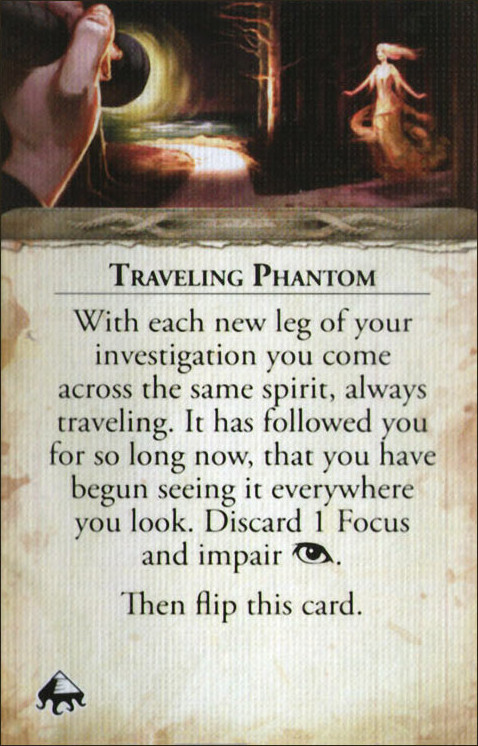 TRAVELING PHANTOM
With each new leg of your
investigation you come
across the same spirit, always
traveling. It has followed you
for so long now, that you have
begun seeing it everywhere
you look. Discard 1 Focus
and impair .
Then flip this card.